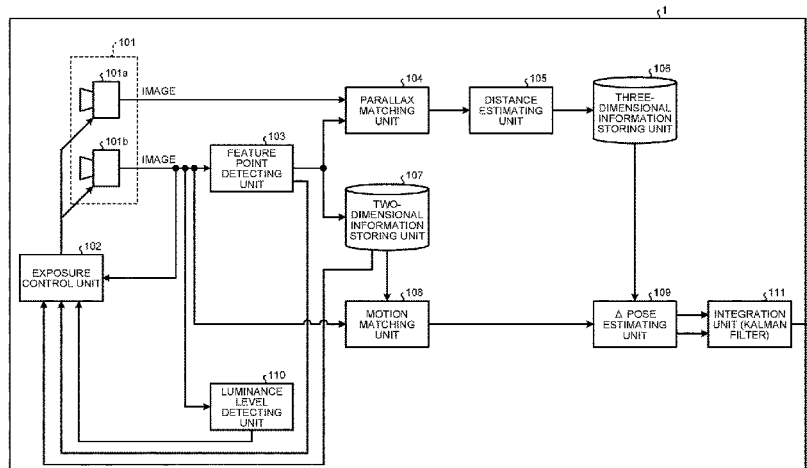 1
101
101a
IMAGE
104
PARALLAX
MATCHING
UNIT
105
DISTANCE
ESTIMATING
UNIT
106
THREE-
DIMENSIONAL
INFORMATION
STORING UNIT
101b
IMAGE
103
FEATURE
POINT
DETECTING
UNIT
107
TWO-
DIMENSIONAL
INFORMATION
STORING UNIT
102
EXPOSURE
CONTROL UNIT
108
MOTION
MATCHING
UNIT
109
Δ POSE
ESTIMATING
UNIT
111
INTEGRATION
UNIT (KALMAN
FILTER)
110
LUMINANCE
LEVEL
DETECTING
UNIT